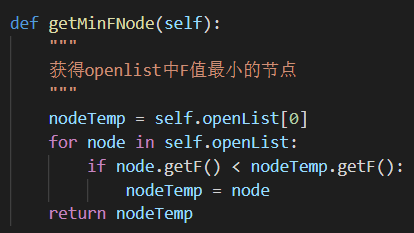 def getMinFNode(self):
    """
    获得openlist中F值最小的节点
    """
    nodeTemp = self.openList[0]
    for node in self.openList:
        if node.getF() < nodeTemp.getF():
            nodeTemp = node
    return nodeTemp